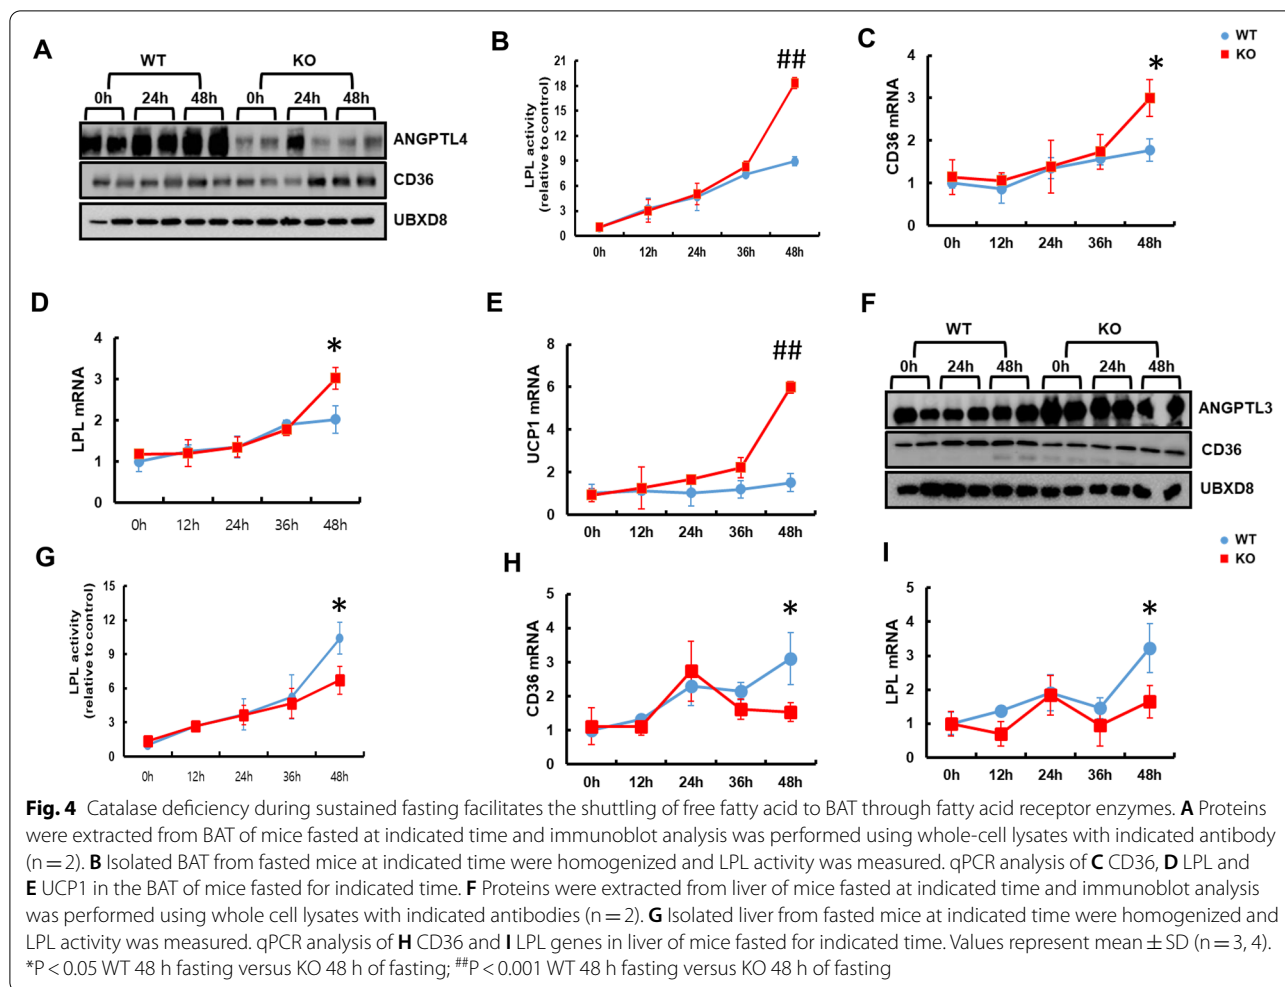 A
WT KO
0h 24h 48h 0h 24h 48h
ANGPTL4
CD36
UBXD8
B
##
LPL activity
(relative to control)
21
18
15
12
9
6
3
0
0h 12h 24h 36h 48h
C
WT
KO
*
CD36 mRNA
4
3
2
1
0
0h 12h 24h 36h 48h
D
*
LPL mRNA
4
3
2
1
0
0h 12h 24h 36h 48h
E
##
UCP1 mRNA
8
6
4
2
0
0h 12h 24h 36h 48h
F
WT KO
0h 24h 48h 0h 24h 48h
ANGPTL3
CD36
UBXD8
G
*
LPL activity
(relative to control)
15
12
9
6
3
0
0h 12h 24h 36h 48h
H
*
CD36 mRNA
5
4
3
2
1
0
0h 12h 24h 36h 48h
I
WT
KO
*
LPL mRNA
5
4
3
2
1
0
0h 12h 24h 36h 48h
Fig. 4 Catalase deficiency during sustained fasting facilitates the shuttling of free fatty acid to BAT through fatty acid receptor enzymes. A Proteins
were extracted from BAT of mice fasted at indicated time and immunoblot analysis was performed using whole-cell lysates with indicated antibody
(n = 2). B Isolated BAT from fasted mice at indicated time were homogenized and LPL activity was measured. qPCR analysis of C CD36, D LPL and
E UCP1 in the BAT of mice fasted for indicated time. F Proteins were extracted from liver of mice fasted at indicated time and immunoblot analysis
was performed using whole cell lysates with indicated antibodies (n = 2). G Isolated liver from fasted mice at indicated time were homogenized and
LPL activity was measured. qPCR analysis of H CD36 and I LPL genes in liver of mice fasted for indicated time. Values represent mean ± SD (n = 3, 4).
*P < 0.05 WT 48 h fasting versus KO 48 h of fasting; ##P < 0.001 WT 48 h fasting versus KO 48 h of fasting